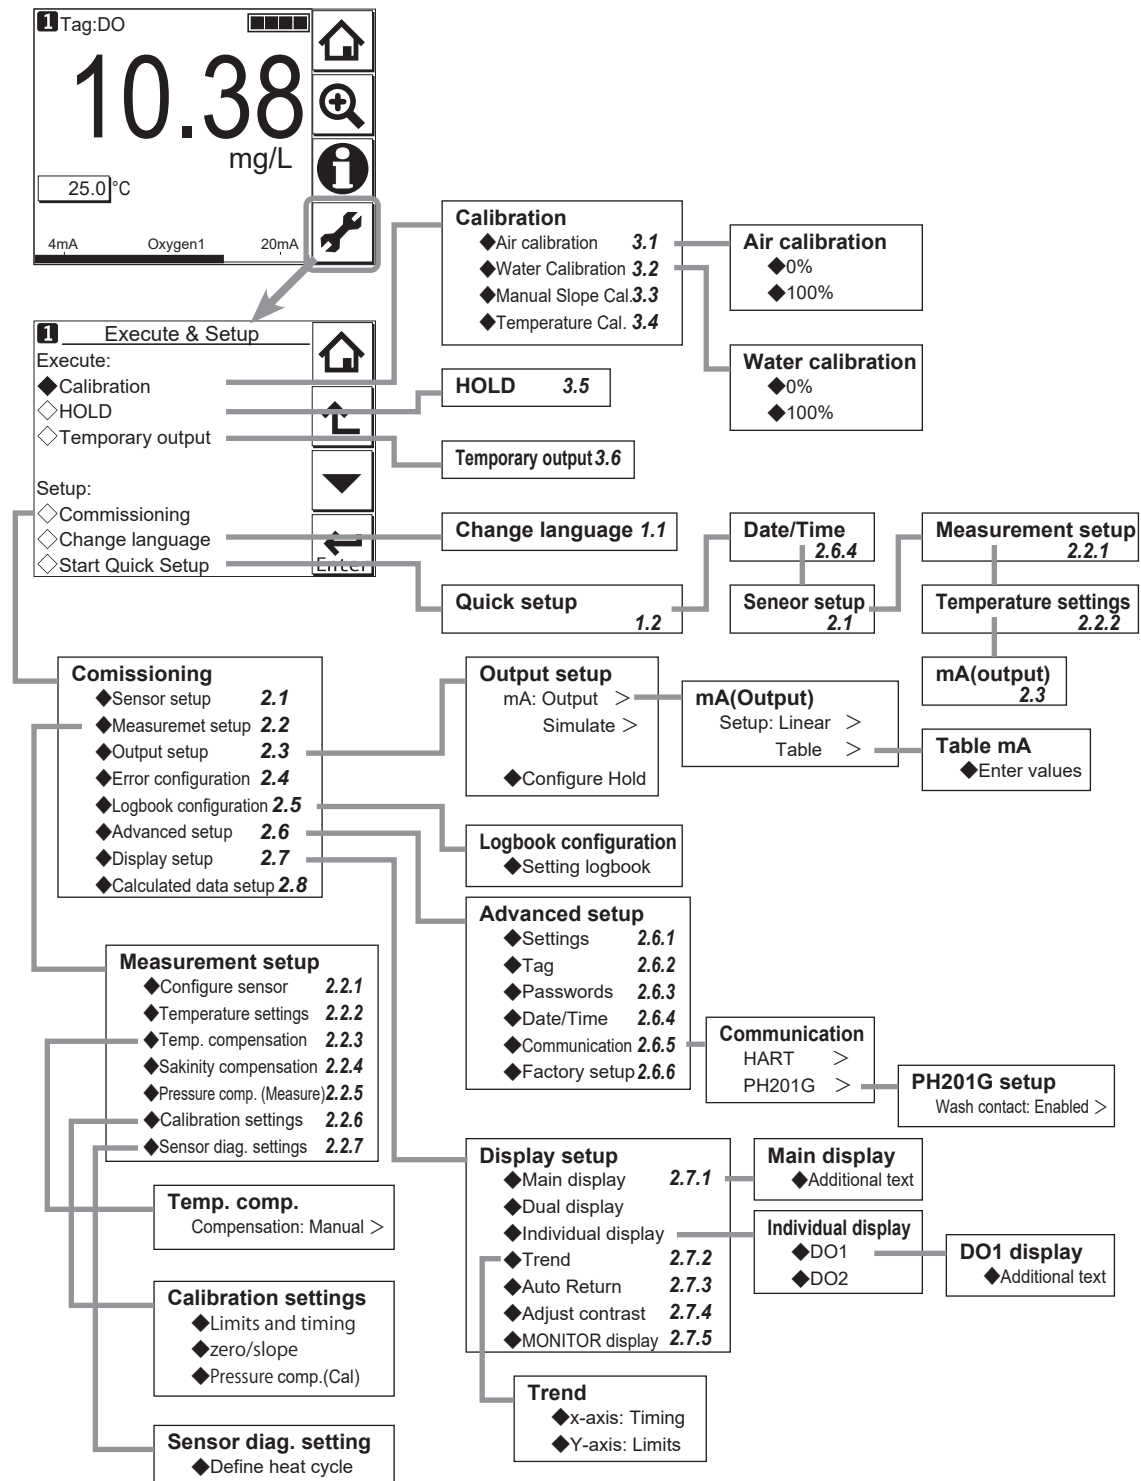 1 Tag:DO
10.38
mg/L
25.0 °C
4mA Oxygen1 20mA
1 Execute & Setup
Execute:
Calibration
HOLD
Temporary output
Setup:
Commissioning
Change language
Start Quick Setup
Enter
Calibration
Air calibration 3.1
Water Calibration 3.2
Manual Slope Cal. 3.3
Temperature Cal. 3.4
Air calibration
0%
100%
Water calibration
0%
100%
HOLD 3.5
Temporary output 3.6
Change language 1.1
Quick setup
1.2
Date/Time
2.6.4
Seneor setup
2.1
Measurement setup
2.2.1
Temperature settings
2.2.2
mA(output)
2.3
Comissioning
Sensor setup 2.1
Measuremet setup 2.2
Output setup 2.3
Error configuration 2.4
Logbook configuration 2.5
Advanced setup 2.6
Display setup 2.7
Calculated data setup 2.8
Output setup
mA: Output >
Simulate >
Configure Hold
mA(Output)
Setup: Linear >
Table >
Table mA
Enter values
Logbook configuration
Setting logbook
Advanced setup
Settings 2.6.1
Tag 2.6.2
Passwords 2.6.3
Date/Time 2.6.4
Communication 2.6.5
Factory setup 2.6.6
Communication
HART >
PH201G >
PH201G setup
Wash contact: Enabled >
Measurement setup
Configure sensor 2.2.1
Temperature settings 2.2.2
Temp. compensation 2.2.3
Sakinity compensation 2.2.4
Pressure comp. (Measure) 2.2.5
Calibration settings 2.2.6
Sensor diag. settings 2.2.7
Temp. comp.
Compensation: Manual >
Calibration settings
Limits and timing
zero/slope
Pressure comp.(Cal)
Sensor diag. setting
Define heat cycle
Display setup
Main display 2.7.1
Dual display
Individual display
Trend 2.7.2
Auto Return 2.7.3
Adjust contrast 2.7.4
MONITOR display 2.7.5
Main display
Additional text
Individual display
DO1
DO2
DO1 display
Additional text
Trend
x-axis: Timing
Y-axis: Limits